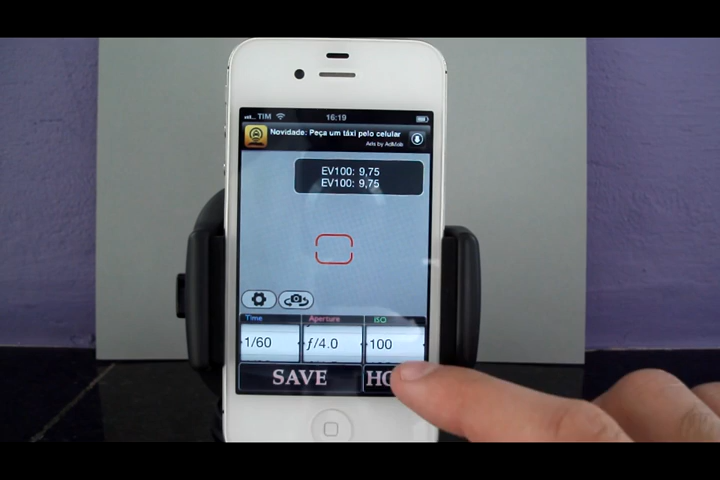 TIM 16:19
Novidade: Peça um táxi pelo celular
Ads by AdMob
EV100: 9,75
EV100: 9,75
Time Aperture ISO
1/60 ƒ/4.0 100
SAVE